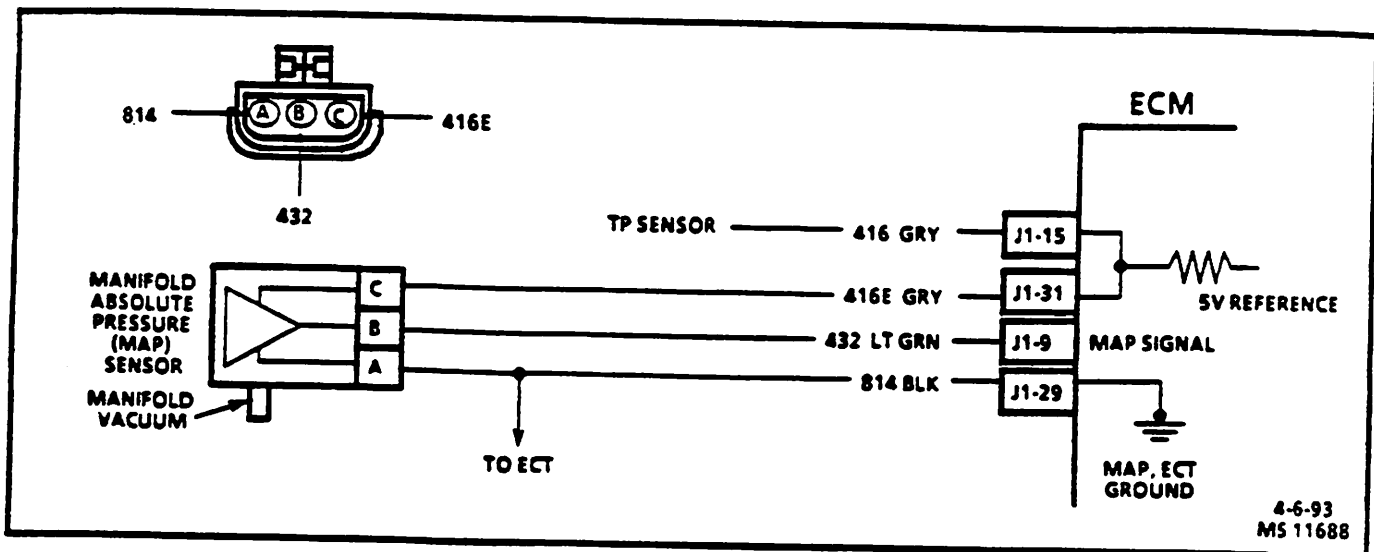 814
A B C
416E
432
ECM
TP SENSOR
416 GRY
J1-15
416E GRY
J1-31
5V REFERENCE
432 LT GRN
J1-9
MAP SIGNAL
814 BLK
J1-29
MANIFOLD
ABSOLUTE
PRESSURE
(MAP)
SENSOR
C
B
A
MANIFOLD
VACUUM
TO ECT
MAP, ECT
GROUND
4-6-93
MS 11688